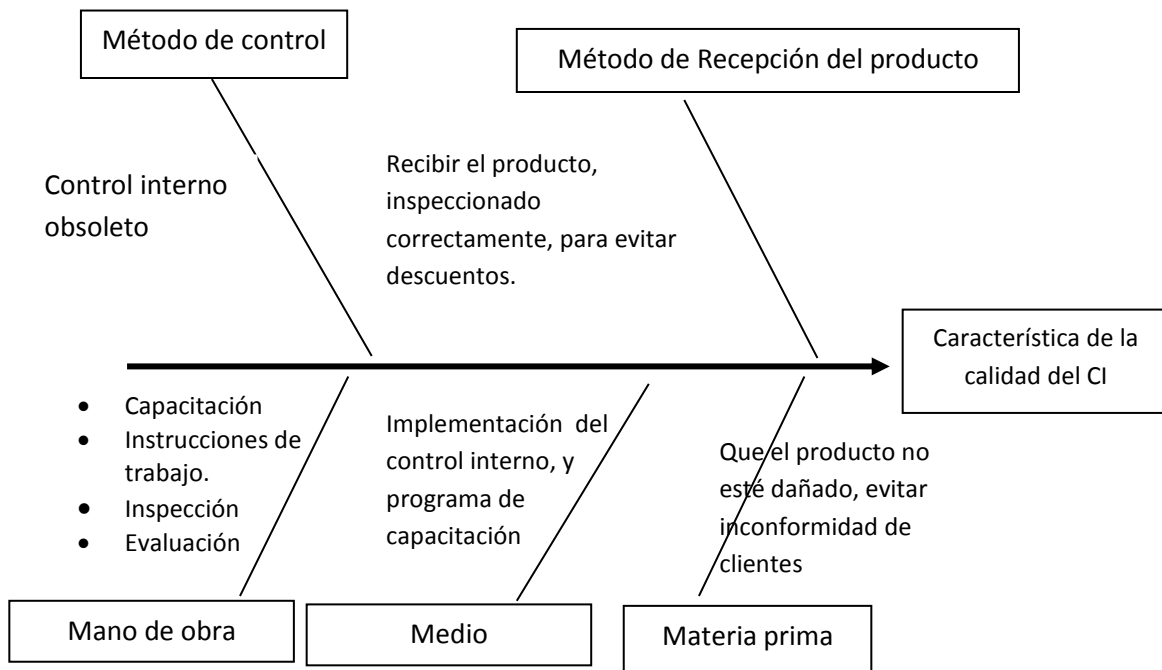 Método de control
Método de Recepción del producto
Control interno
obsoleto
Recibir el producto,
inspeccionado
correctamente, para evitar
descuentos.
Característica de la
calidad del CI
• Capacitación
• Instrucciones de
trabajo.
• Inspección
• Evaluación
Implementación del
control interno, y
programa de
capacitación
Que el producto no
esté dañado, evitar
inconformidad de
clientes
Mano de obra
Medio
Materia prima